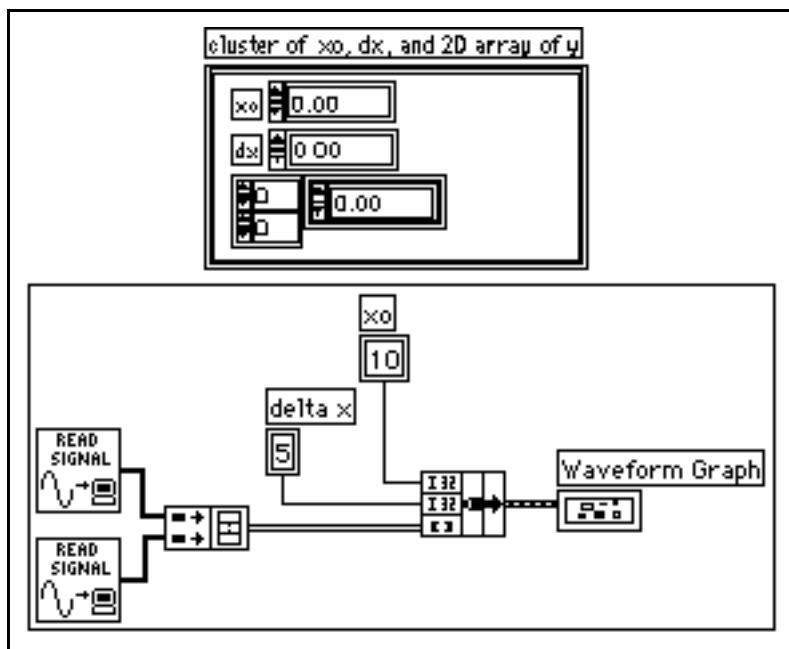 cluster of xo, dx, and 2D array of y
xo 0.00
dx 0.00
0 0.00
0
xo
10
delta x
5
READ
SIGNAL
I32
I32
Waveform Graph
READ
SIGNAL